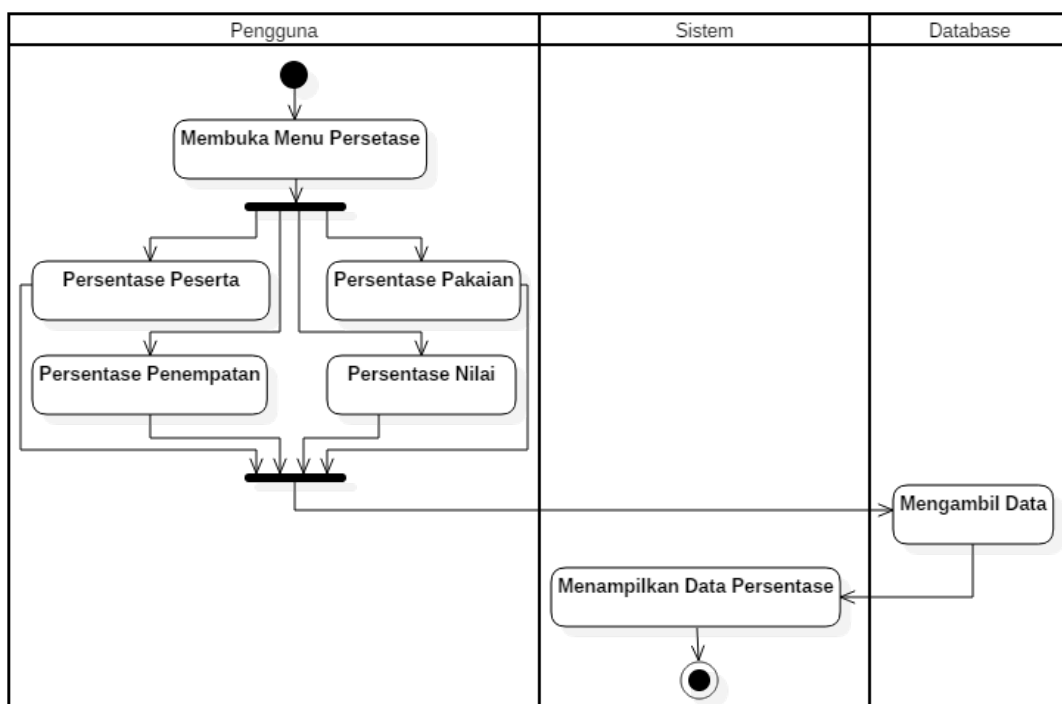 Pengguna
Sistem
Database
Membuka Menu Persetase
Persentase Peserta
Persentase Pakaian
Persentase Penempatan
Persentase Nilai
Mengambil Data
Menampilkan Data Persentase